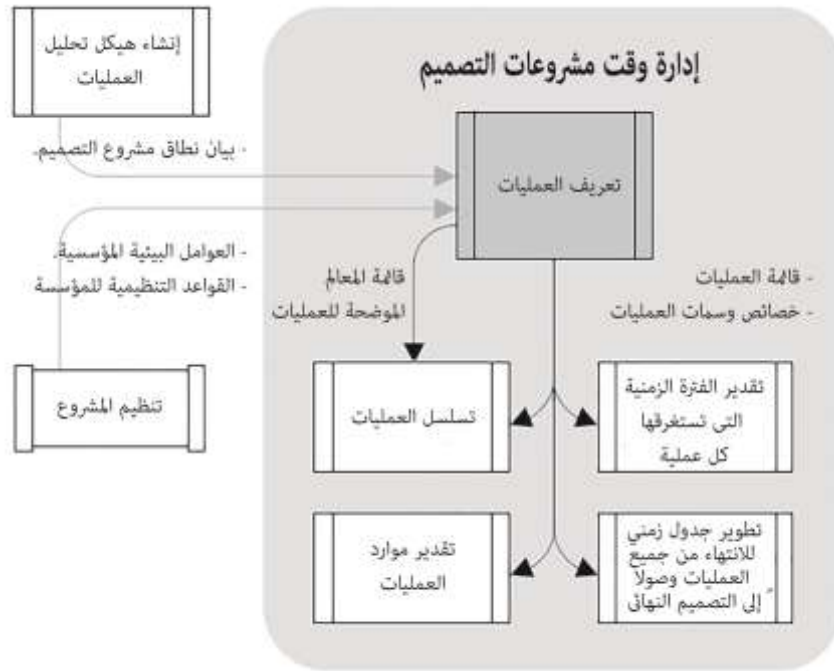 إدارة وقت مشروعات التصميم
إنشاء هيكل تحليل
العمليات
- بيان نطاق مشروع التصميم.
تعريف العمليات
- العوامل البيئية المؤسسية.
- القواعد التنظيمية للمؤسسة
قائمة المعالم
الموضحة للعمليات
- قائمة العمليات
- خصائص وسمات العمليات
تنظيم المشروع
تسلسل العمليات
تقدير الفترة الزمنية
التى تستغرقها
كل عملية
تقدير موارد
العمليات
تطوير جدول زمني
للانتهاء من جميع
العمليات وصولاً
إلى التصميم النهائى